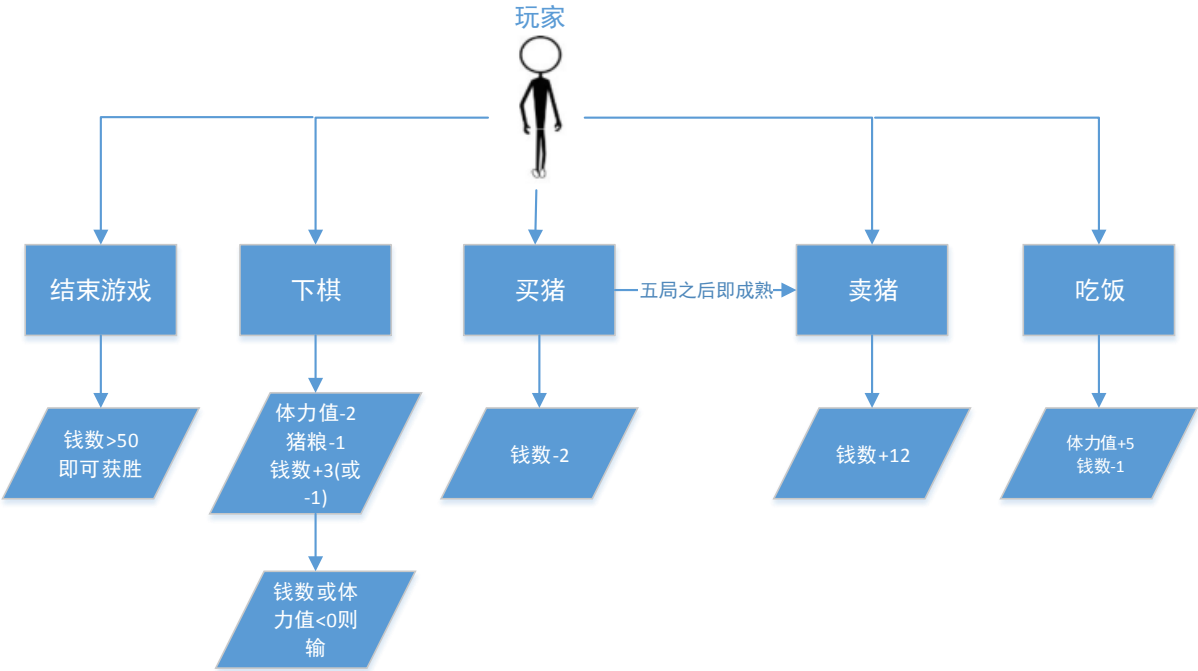 玩家
结束游戏
下棋
买猪
五局之后即成熟
卖猪
吃饭
钱数>50
即可获胜
体力值-2
猪粮-1
钱数+3(或
-1)
钱数-2
钱数+12
体力值+5
钱数-1
钱数或体
力值<0则
输